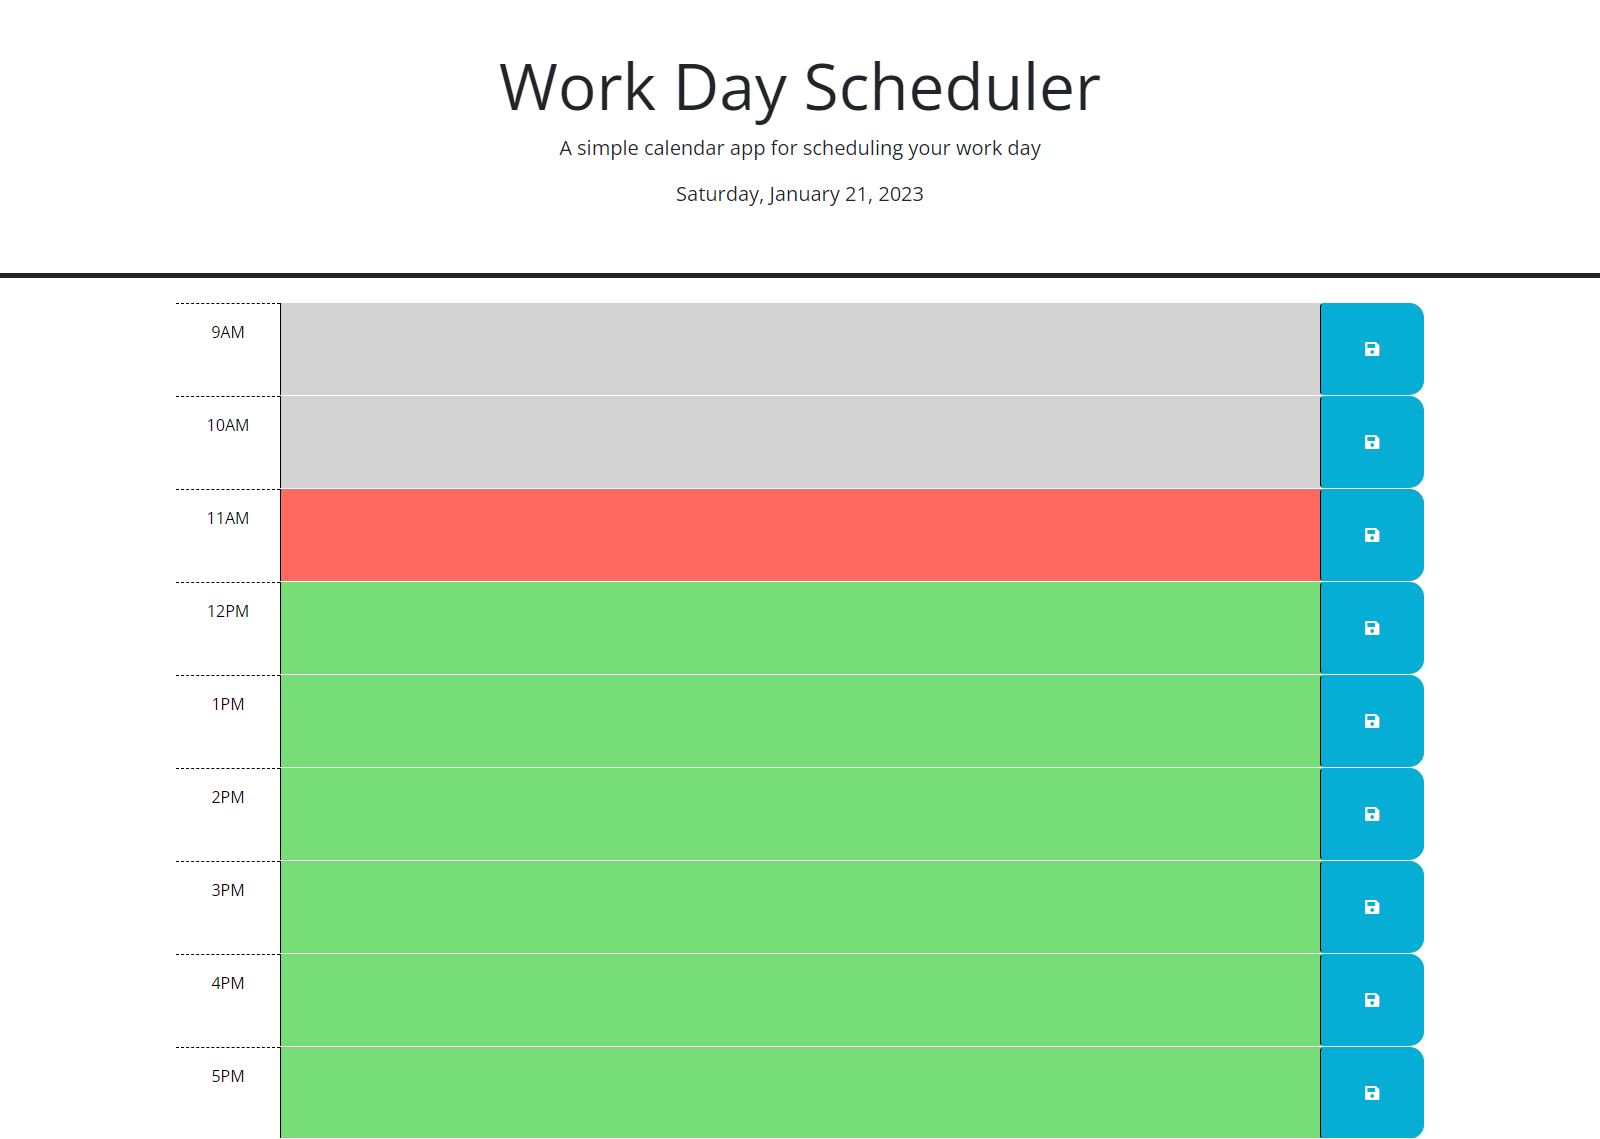 Work Day Scheduler
A simple calendar app for scheduling your work day
Saturday, January 21, 2023
9AM
10AM
11AM
12PM
1PM
2PM
3PM
4PM
5PM